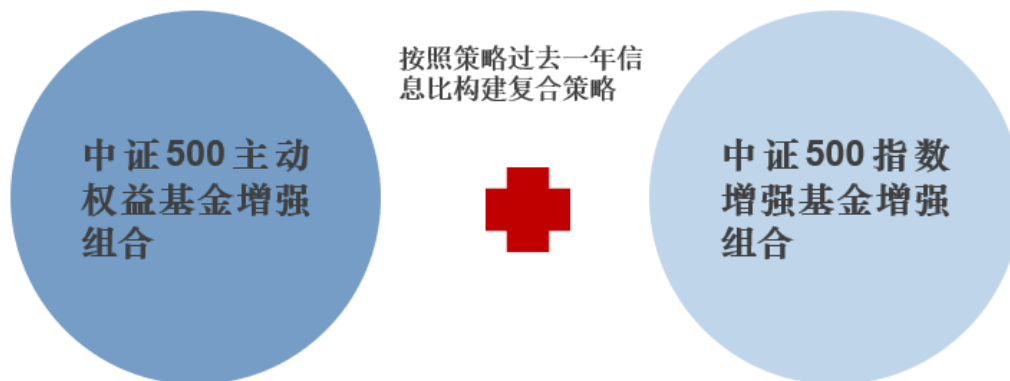 按照策略过去一年信
息比构建复合策略
中证500主动
权益基金增强
组合
中证500指数
增强基金增强
组合